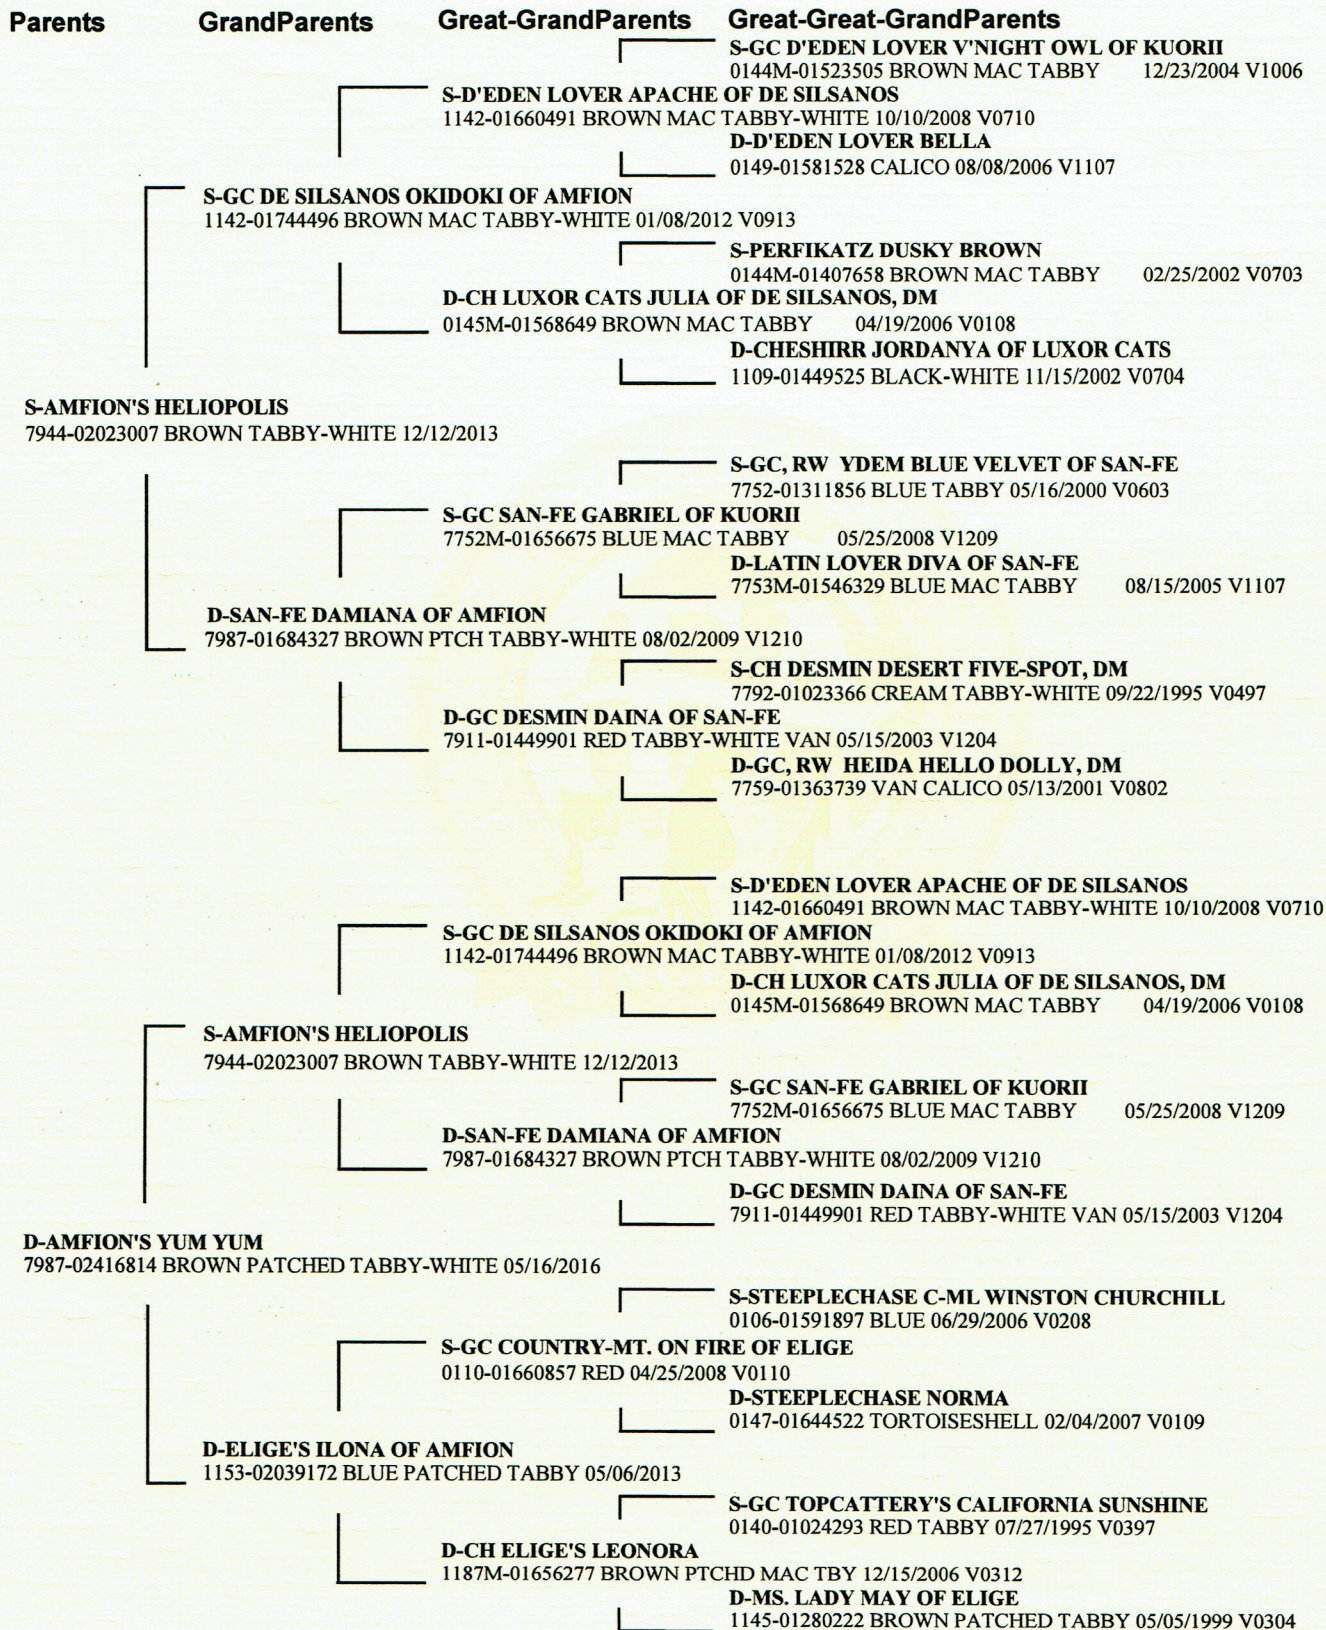 Parents GrandParents Great-GrandParents Great-Great-GrandParents
S-GC D'EDEN LOVER V'NIGHT OWL OF KUORII
0144M-01523505 BROWN MAC TABBY 12/23/2004 V1006
S-D'EDEN LOVER APACHE OF DE SILSANOS
1142-01660491 BROWN MAC TABBY-WHITE 10/10/2008 V0710
D-D'EDEN LOVER BELLA
0149-01581528 CALICO 08/08/2006 V1107
S-GC DE SILSANOS OKIDOKI OF AMFION
1142-01744496 BROWN MAC TABBY-WHITE 01/08/2012 V0913
S-PERFIKATZ DUSKY BROWN
0144M-01407658 BROWN MAC TABBY 02/25/2002 V0703
D-CH LUXOR CATS JULIA OF DE SILSANOS, DM
0145M-01568649 BROWN MAC TABBY 04/19/2006 V0108
D-CHESHIRR JORDANYA OF LUXOR CATS
1109-01449525 BLACK-WHITE 11/15/2002 V0704
S-AMFION'S HELIOPOLIS
7944-02023007 BROWN TABBY-WHITE 12/12/2013
S-GC, RW YDEM BLUE VELVET OF SAN-FE
7752-01311856 BLUE TABBY 05/16/2000 V0603
S-GC SAN-FE GABRIEL OF KUORII
7752M-01656675 BLUE MAC TABBY 05/25/2008 V1209
D-LATIN LOVER DIVA OF SAN-FE
7753M-01546329 BLUE MAC TABBY 08/15/2005 V1107
D-SAN-FE DAMIANA OF AMFION
7987-01684327 BROWN PTCH TABBY-WHITE 08/02/2009 V1210
S-CH DESMIN DESERT FIVE-SPOT, DM
7792-01023366 CREAM TABBY-WHITE 09/22/1995 V0497
D-GC DESMIN DAINA OF SAN-FE
7911-01449901 RED TABBY-WHITE VAN 05/15/2003 V1204
D-GC, RW HEIDA HELLO DOLLY, DM
7759-01363739 VAN CALICO 05/13/2001 V0802
S-D'EDEN LOVER APACHE OF DE SILSANOS
1142-01660491 BROWN MAC TABBY-WHITE 10/10/2008 V0710
S-GC DE SILSANOS OKIDOKI OF AMFION
1142-01744496 BROWN MAC TABBY-WHITE 01/08/2012 V0913
D-CH LUXOR CATS JULIA OF DE SILSANOS, DM
0145M-01568649 BROWN MAC TABBY 04/19/2006 V0108
S-AMFION'S HELIOPOLIS
7944-02023007 BROWN TABBY-WHITE 12/12/2013
S-GC SAN-FE GABRIEL OF KUORII
7752M-01656675 BLUE MAC TABBY 05/25/2008 V1209
D-SAN-FE DAMIANA OF AMFION
7987-01684327 BROWN PTCH TABBY-WHITE 08/02/2009 V1210
D-GC DESMIN DAINA OF SAN-FE
7911-01449901 RED TABBY-WHITE VAN 05/15/2003 V1204
D-AMFION'S YUM YUM
7987-02416814 BROWN PATCHED TABBY-WHITE 05/16/2016
S-STEEPLECHASE C-ML WINSTON CHURCHILL
0106-01591897 BLUE 06/29/2006 V0208
S-GC COUNTRY-MT. ON FIRE OF ELIGE
0110-01660857 RED 04/25/2008 V0110
D-STEEPLECHASE NORMA
0147-01644522 TORTOISESHELL 02/04/2007 V0109
D-ELIGE'S ILONA OF AMFION
1153-02039172 BLUE PATCHED TABBY 05/06/2013
S-GC TOPCATTERY'S CALIFORNIA SUNSHINE
0140-01024293 RED TABBY 07/27/1995 V0397
D-CH ELIGE'S LEONORA
1187M-01656277 BROWN PTCHD MAC TBY 12/15/2006 V0312
D-MS. LADY MAY OF ELIGE
1145-01280222 BROWN PATCHED TABBY 05/05/1999 V0304